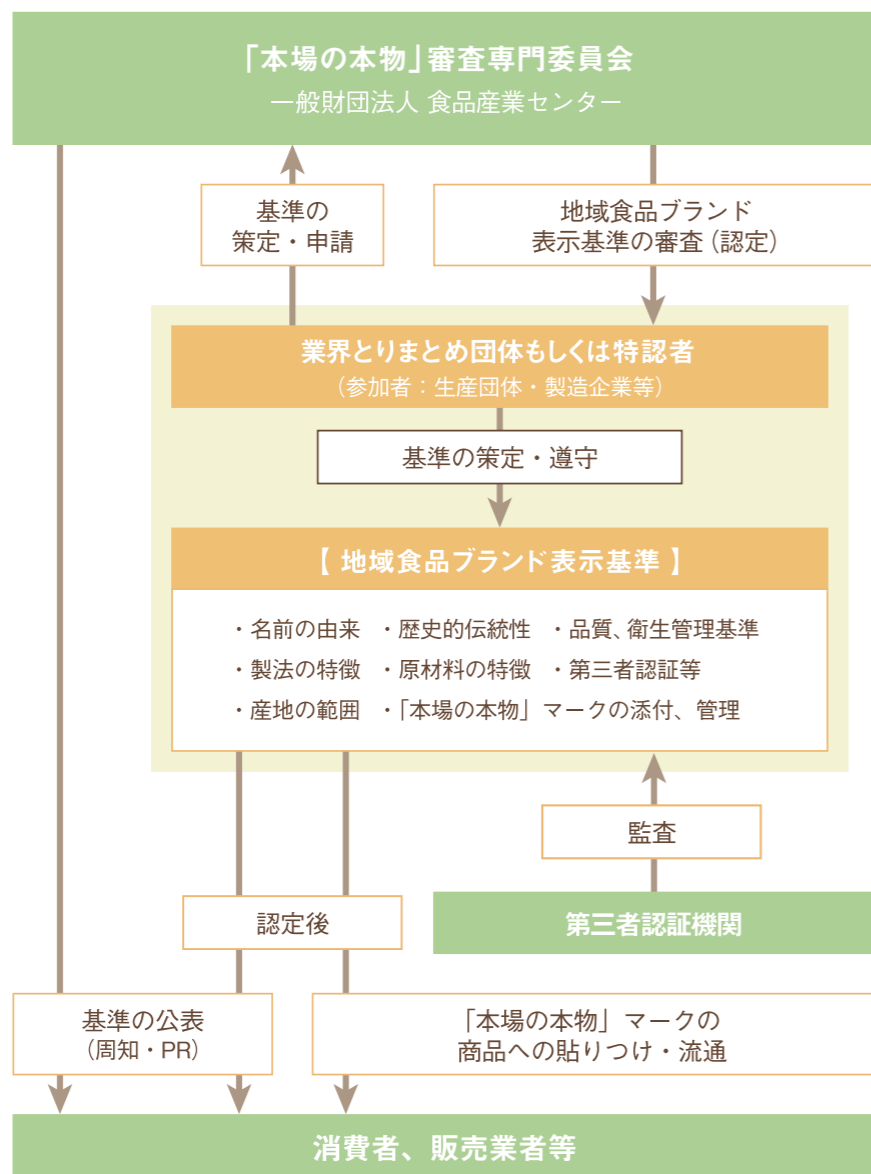 「本場の本物」審査専門委員会
一般財団法人 食品産業センター
基準の
策定・申請
地域食品ブランド
表示基準の審査（認定）
業界とりまとめ団体もしくは特認者
（参加者：生産団体・製造企業等）
基準の策定・遵守
【 地域食品ブランド表示基準 】
・名前の由来 ・歴史的伝統性 ・品質、衛生管理基準
・製法の特徴 ・原材料の特徴 ・第三者認証等
・産地の範囲 ・「本場の本物」マークの添付、管理
監査
認定後
第三者認証機関
基準の公表
（周知・PR）
「本場の本物」マークの
商品への貼りつけ・流通
消費者、販売業者等